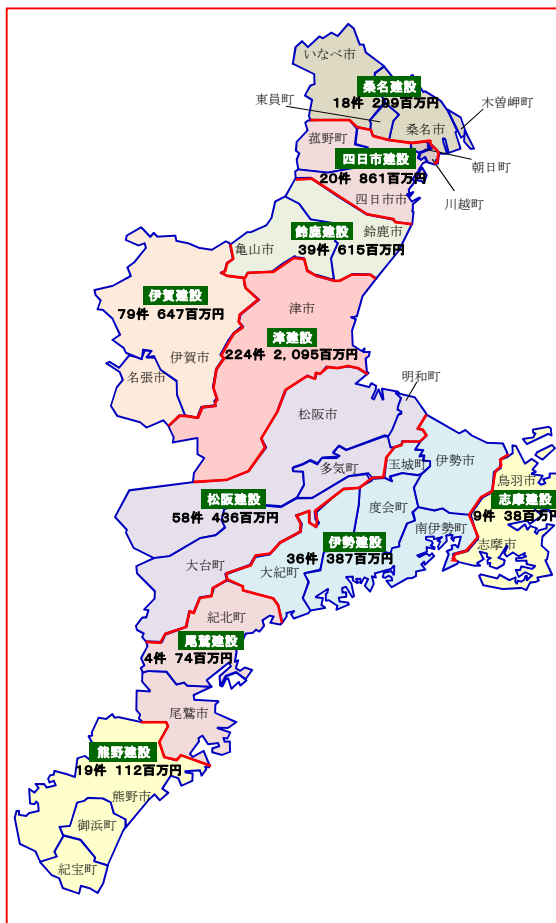 いなべ市
桑名建設
18件 299百万円
東員町
木曽岬町
桑名市
菰野町
四日市建設
朝日町
20件 861百万円
川越町
四日市市
鈴鹿建設
鈴鹿市
39件 615百万円
亀山市
伊賀建設
79件 647百万円
津市
津建設
224件 2,095百万円
伊賀市
名張市
明和町
松阪市
伊勢市
多気町
玉城町
鳥羽市
松阪建設
志摩建設
58件 436百万円
9件 38百万円
度会町
南伊勢町
伊勢建設
志摩市
36件 387百万円
大台町
大紀町
紀北町
尾鷲建設
4件 74百万円
尾鷲市
熊野建設
19件 112百万円
熊野市
御浜町
紀宝町